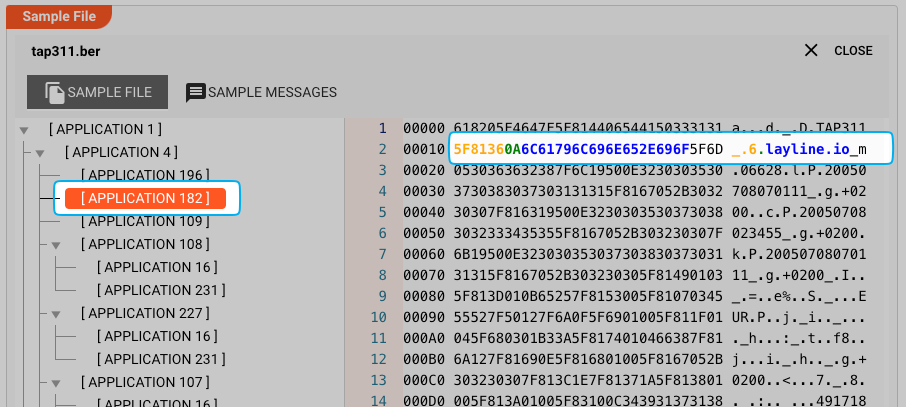 Sample File
tap311.ber
CLOSE
SAMPLE FILE
SAMPLE MESSAGES
[ APPLICATION 1 ]
[ APPLICATION 4 ]
[ APPLICATION 196 ]
[ APPLICATION 182 ]
[ APPLICATION 109 ]
[ APPLICATION 108 ]
[ APPLICATION 16 ]
[ APPLICATION 231 ]
[ APPLICATION 227 ]
[ APPLICATION 16 ]
[ APPLICATION 231 ]
[ APPLICATION 107 ]
[ APPLICATION 16 ]
1 00000 618205E4647E5F814406544150333131 a...d._.D.TAP311
2 00010 5F81360A6C61796C696E652E696F5F6D _.6.layline.io_m
3 00020 0530363632387F6C19500E3230303530 .06628.l.P.20050
4 00030 3730383037303131315F8167052B3032 708070111_.g.+02
5 00040 30307F816319500E3230303530373038 00..c.P.20050708
6 00050 3032333435355F8167052B303230307F 023455_.g.+0200.
7 00060 6B19500E323030353037303830373031 k.P.200507080701
8 00070 31315F8167052B303230305F81490103 11_.g.+0200_.I..
9 00080 5F813D010B65257F8153005F81070345 _.=..e%..S._...E
10 00090 55527F50127F6A0F5F6901005F811F01 UR.P..j._i.._...
11 000A0 045F680301B33A5F8174010466387F81 ._h...:_.t..f8..
12 000B0 6A127F81690E5F816801005F8167052B j...i._.h.._.g.+
13 000C0 303230307F813C1E7F81371A5F813801 0200..<...7._.8.
14 000D0 005F813A01005F83100C343931373138 ._.:.._...491718